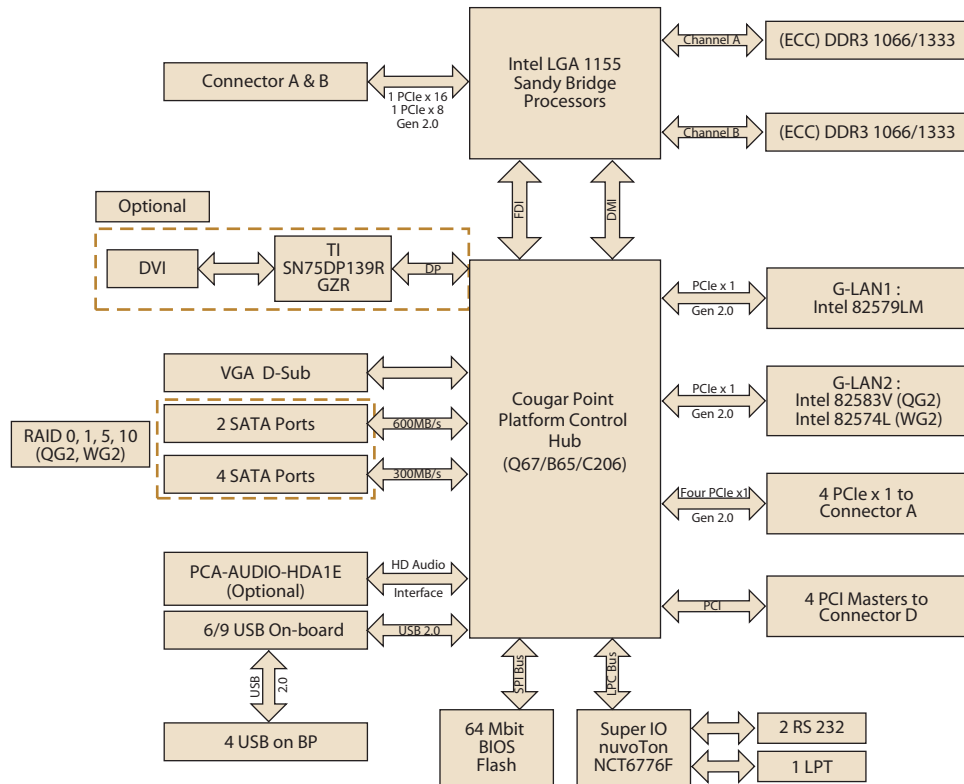 Intel LGA 1155
Sandy Bridge
Processors
Connector A & B
1 PCIe x 16
1 PCIe x 8
Gen 2.0
Channel A
(ECC) DDR3 1066/1333
Channel B
(ECC) DDR3 1066/1333
FDI
DMI
Optional
DVI
TI
SN75DP139R
GZR
DP
Cougar Point
Platform Control
Hub
(Q67/B65/C206)
PCIe x 1
Gen 2.0
G-LAN1 :
Intel 82579LM
VGA D-Sub
PCIe x 1
Gen 2.0
G-LAN2 :
Intel 82583V (QG2)
Intel 82574L (WG2)
RAID 0, 1, 5, 10
(QG2, WG2)
2 SATA Ports
600MB/s
4 SATA Ports
300MB/s
Four PCIe x1
Gen 2.0
4 PCIe x 1 to
Connector A
PCA-AUDIO-HDA1E
(Optional)
HD Audio
Interface
PCI
4 PCI Masters to
Connector D
6/9 USB On-board
USB 2.0
USB
2.0
4 USB on BP
SPI Bus
LPC Bus
64 Mbit
BIOS
Flash
Super IO
nuvoTon
NCT6776F
2 RS 232
1 LPT